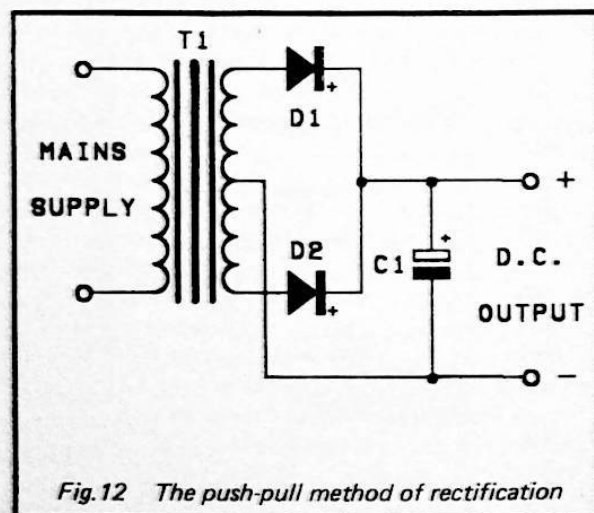 T1
+
D1
MAINS
SUPPLY
+
D2
+
C1
+
D.C.
OUTPUT
−
Fig.12 The push-pull method of rectification